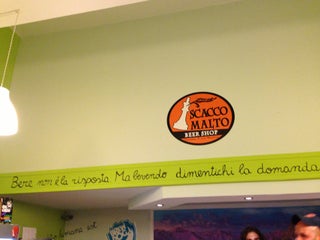 SCACCO
MALTO
BEER SHOP
Bere non è la risposta. Ma bevendo dimentichi la domanda